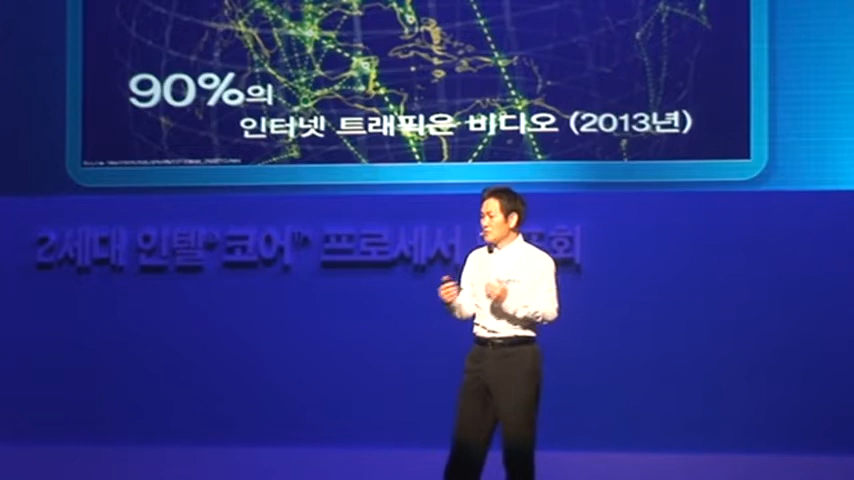 90%의
인터넷 트래픽은 비디오 (2013년)
2세대 인텔® 코어™ 프로세서